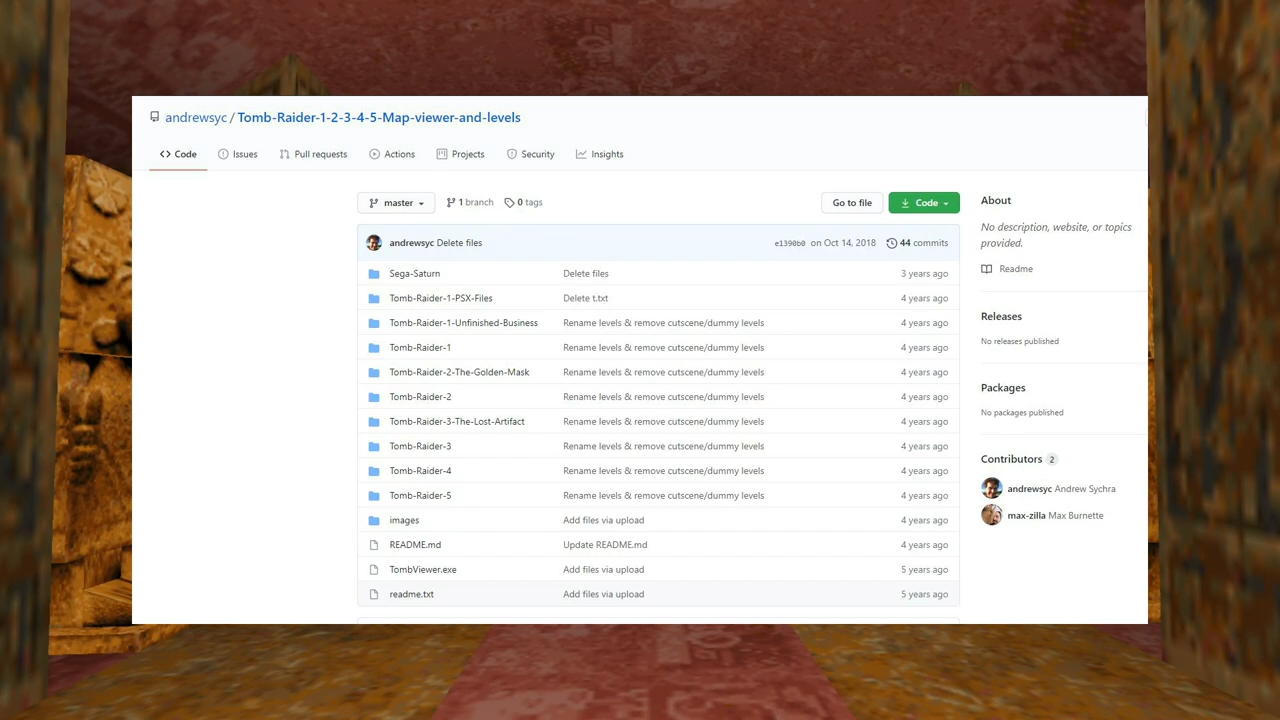 andrewsyc / Tomb-Raider-1-2-3-4-5-Map-viewer-and-levels
Code Issues Pull requests Actions Projects Security Insights
master 1 branch 0 tags Go to file Code
andrewsyc Delete files e1390b0 on Oct 14, 2018 44 commits
Sega-Saturn Delete files 3 years ago
Tomb-Raider-1-PSX-Files Delete t.txt 4 years ago
Tomb-Raider-1-Unfinished-Business Rename levels & remove cutscene/dummy levels 4 years ago
Tomb-Raider-1 Rename levels & remove cutscene/dummy levels 4 years ago
Tomb-Raider-2-The-Golden-Mask Rename levels & remove cutscene/dummy levels 4 years ago
Tomb-Raider-2 Rename levels & remove cutscene/dummy levels 4 years ago
Tomb-Raider-3-The-Lost-Artifact Rename levels & remove cutscene/dummy levels 4 years ago
Tomb-Raider-3 Rename levels & remove cutscene/dummy levels 4 years ago
Tomb-Raider-4 Rename levels & remove cutscene/dummy levels 4 years ago
Tomb-Raider-5 Rename levels & remove cutscene/dummy levels 4 years ago
images Add files via upload 4 years ago
README.md Update README.md 4 years ago
TombViewer.exe Add files via upload 5 years ago
readme.txt Add files via upload 5 years ago
About
No description, website, or topics
provided.
Readme
Releases
No releases published
Packages
No packages published
Contributors 2
andrewsyc Andrew Sychra
max-zilla Max Burnette